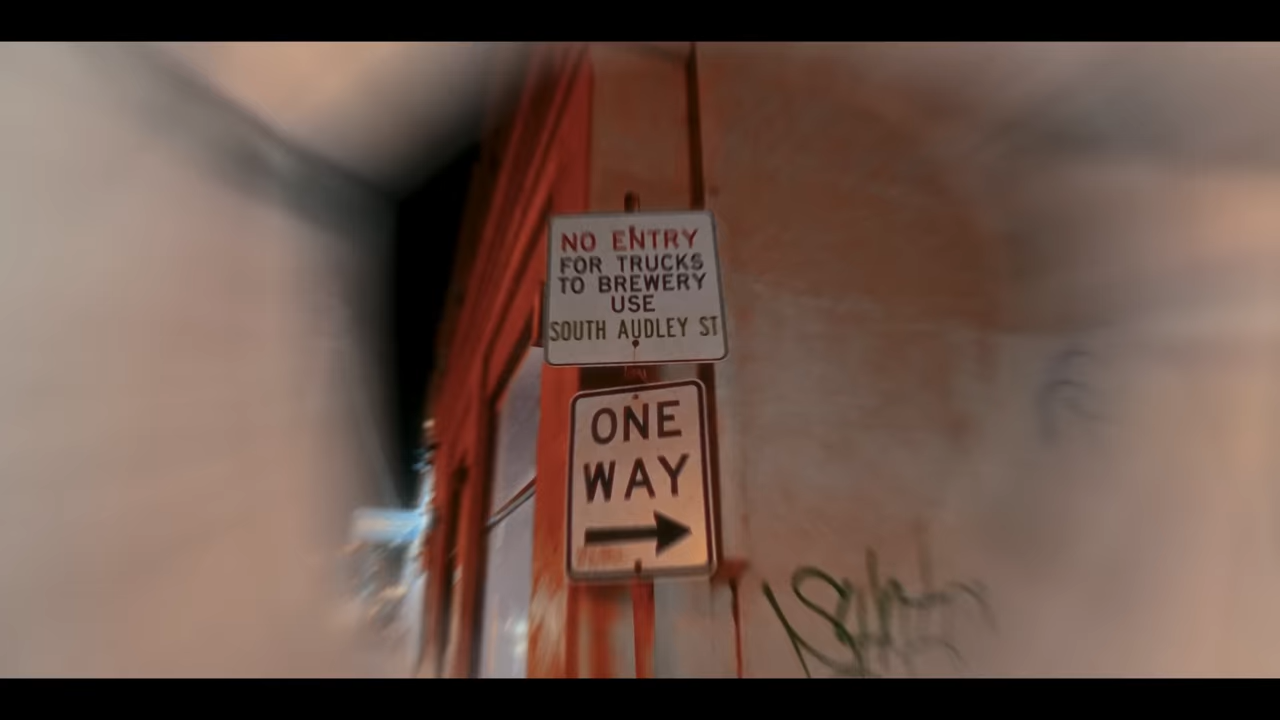 NO ENTRY
FOR TRUCKS
TO BREWERY
USE
SOUTH AUDLEY ST
ONE
WAY